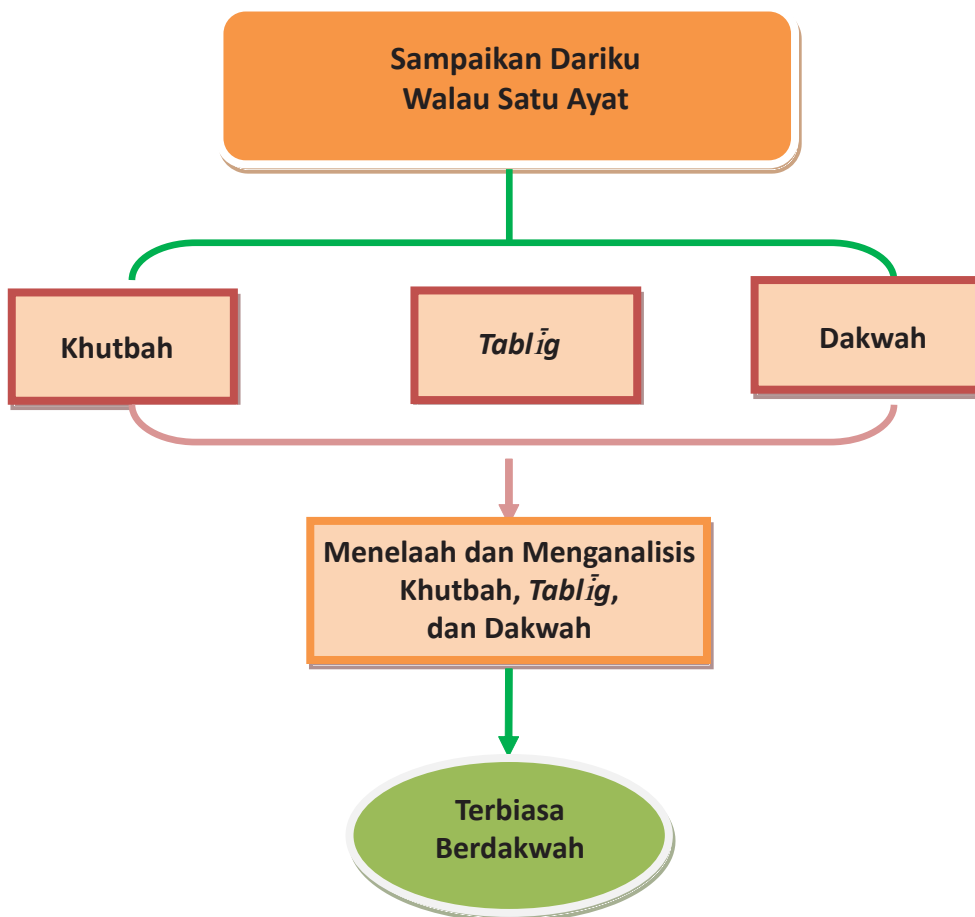 Sampaikan Dariku
Walau Satu Ayat
Khutbah
Tablīg
Dakwah
Menelaah dan Menganalisis
Khutbah, Tablīg,
dan Dakwah
Terbiasa
Berdakwah